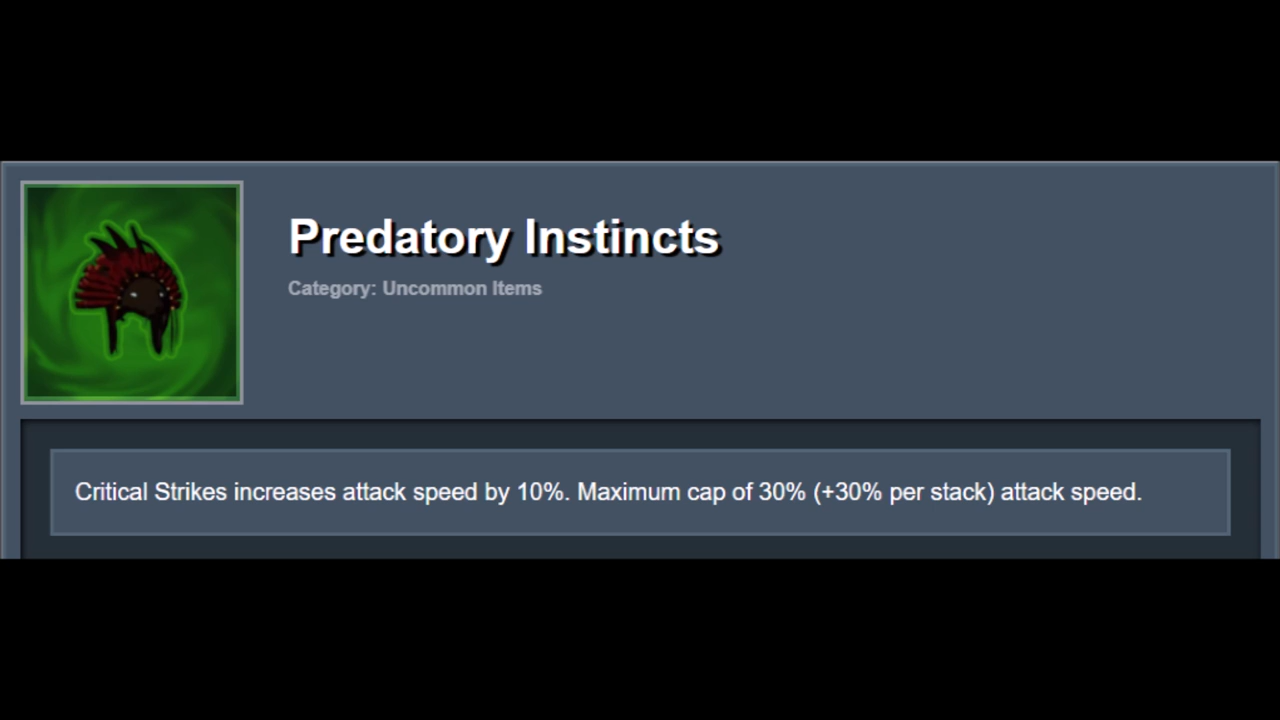 Predatory Instincts
Category: Uncommon Items
Critical Strikes increases attack speed by 10%. Maximum cap of 30% (+30% per stack) attack speed.